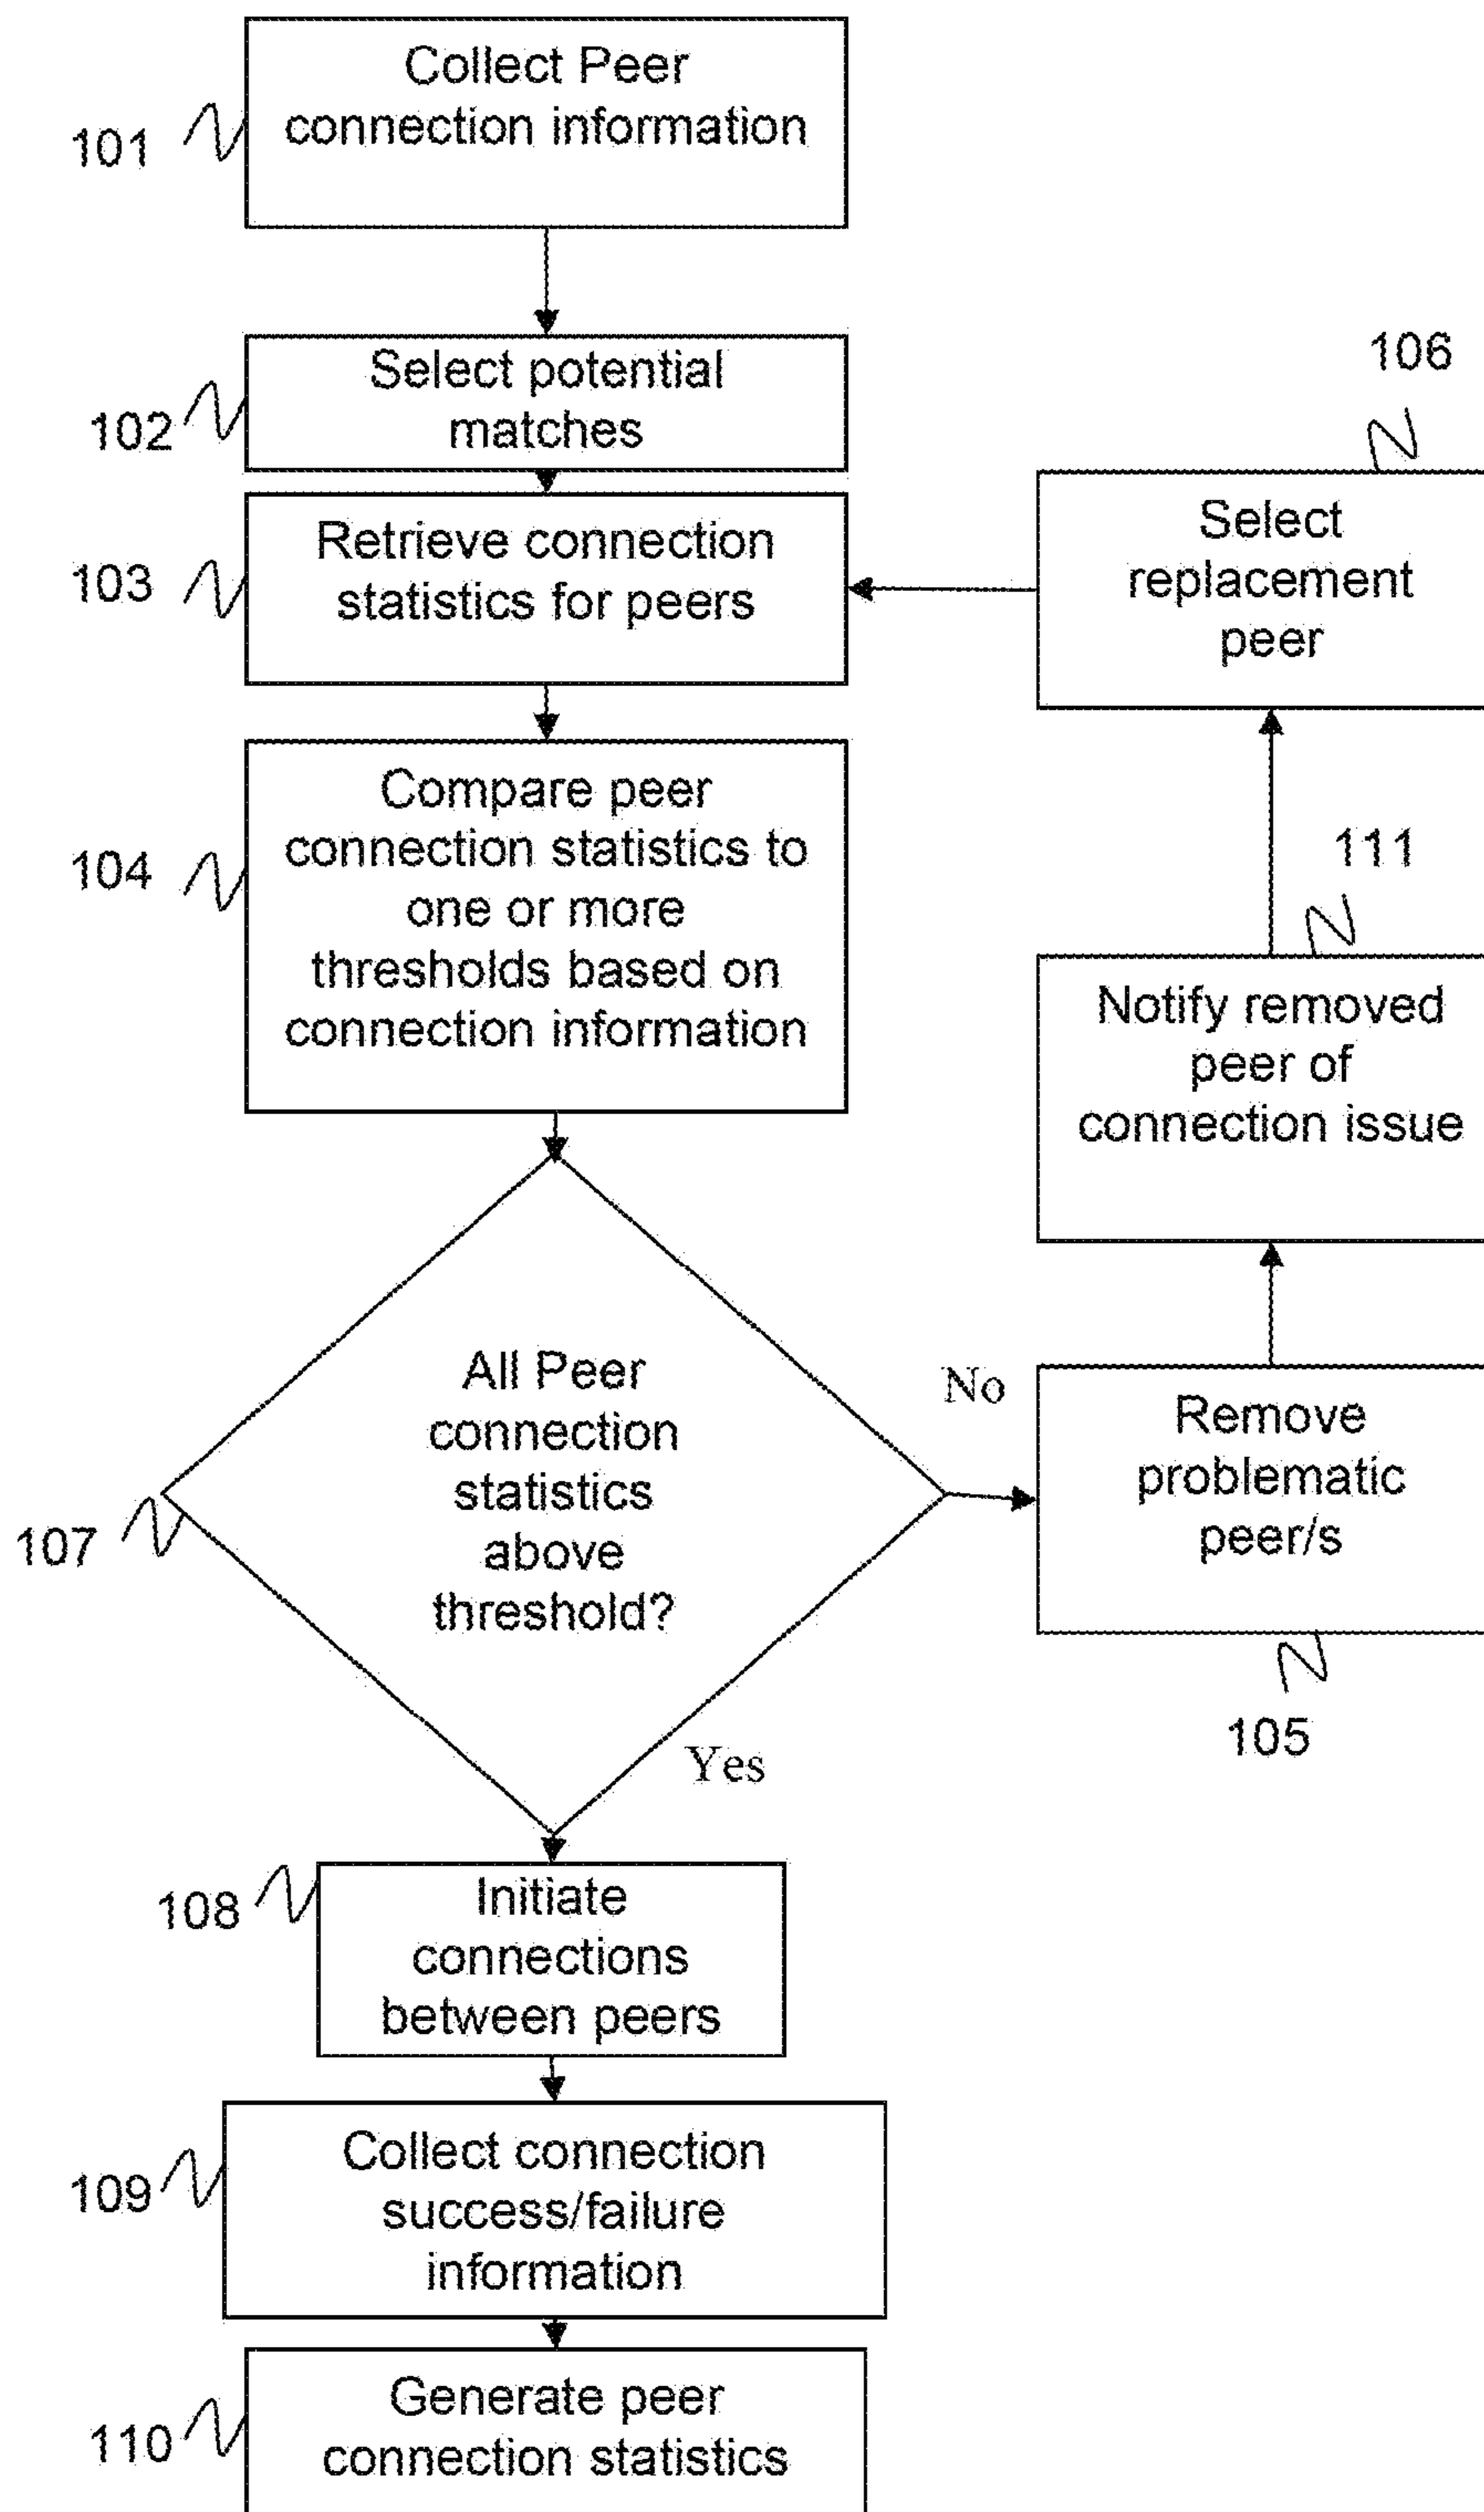 Collect Peer
connection information
101
Select potential
matches
102
106
Retrieve connection
statistics for peers
103
Select
replacement
peer
Compare peer
connection statistics to
one or more
thresholds based on
connection information
104
111
Notify removed
peer of
connection issue
All Peer
connection
statistics
above
threshold?
107
No
Remove
problematic
peer/s
105
Yes
Initiate
connections
between peers
108
Collect connection
success/failure
information
109
Generate peer
connection statistics
110